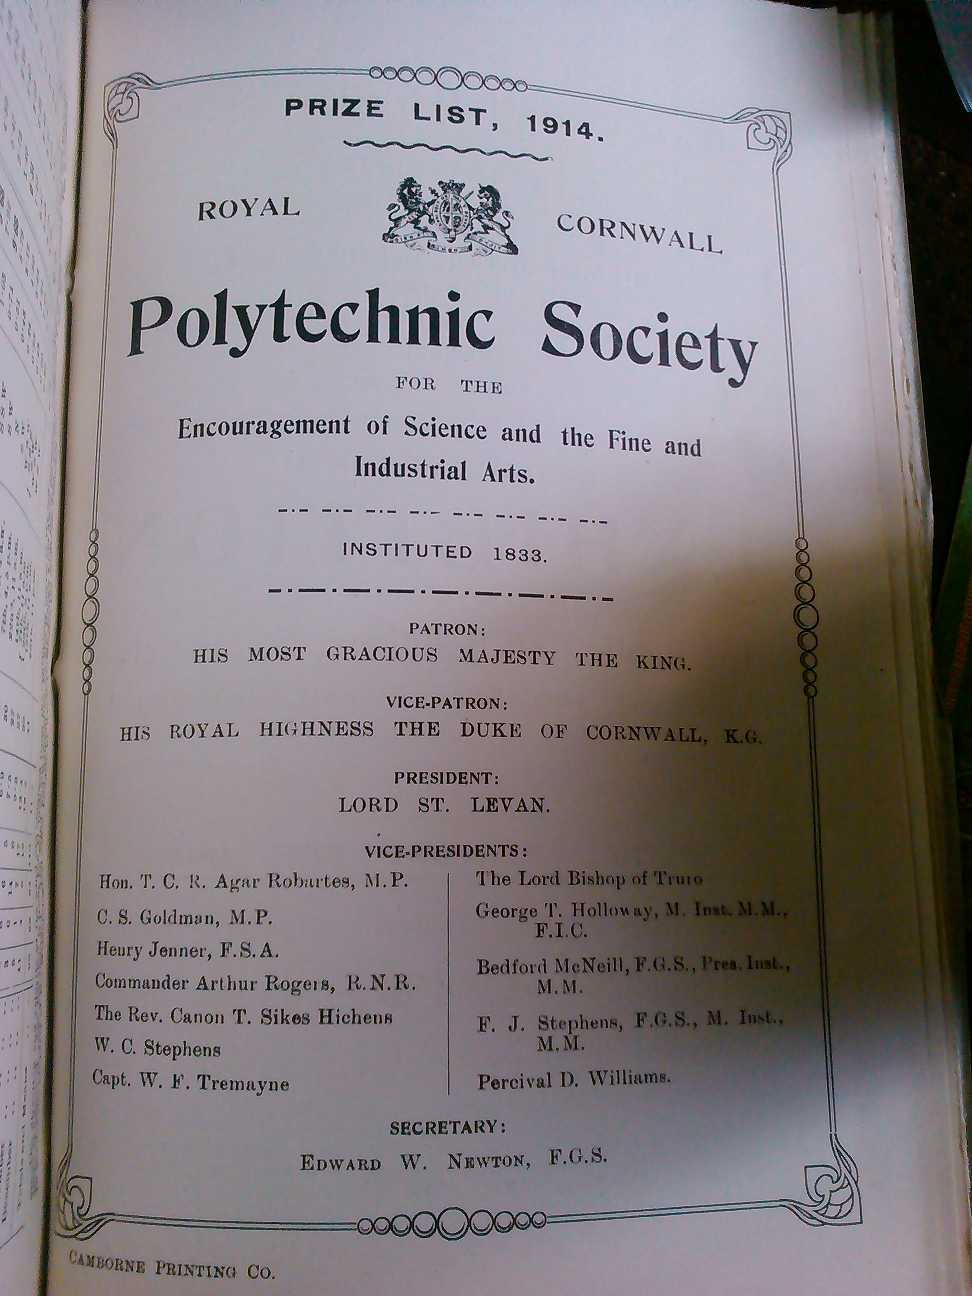 PRIZE LIST, 1914.
ROYAL CORNWALL
Polytechnic Society
FOR THE
Encouragement of Science and the Fine and
Industrial Arts.
INSTITUTED 1833.
PATRON:
HIS MOST GRACIOUS MAJESTY THE KING.
VICE-PATRON:
HIS ROYAL HIGHNESS THE DUKE OF CORNWALL, K.G.
PRESIDENT:
LORD ST. LEVAN.
VICE-PRESIDENTS:
Hon. T. C. R. Agar Robartes, M.P.
C. S. Goldman, M.P.
Henry Jenner, F.S.A.
Commander Arthur Rogers, R.N.R.
The Rev. Canon T. Sikes Hichens
W. C. Stephens
Capt. W. F. Tremayne
The Lord Bishop of Truro
George T. Holloway, M. Inst. M.M.,
F.I.C.
Bedford McNeill, F.G.S., Pres. Inst.,
M.M.
F. J. Stephens, F.G.S., M. Inst.,
M.M.
Percival D. Williams.
SECRETARY:
EDWARD W. NEWTON, F.G.S.
CAMBORNE PRINTING CO.